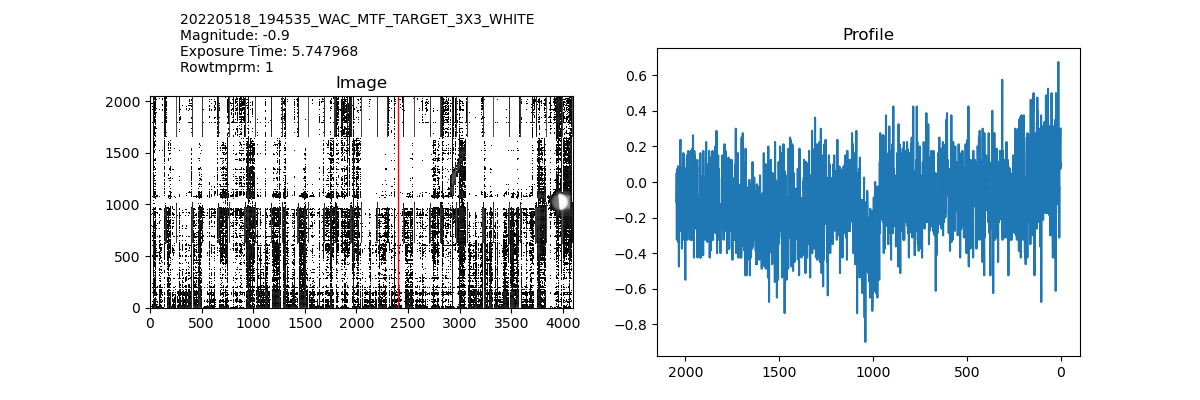 20220518_194535_WAC_MTF_TARGET_3X3_WHITE
Magnitude: -0.9
Exposure Time: 5.747968
Rowtmprm: 1
Image
2000
1500
1000
500
0
0 500 1000 1500 2000 2500 3000 3500 4000
Profile
0.6
0.4
0.2
0.0
−0.2
−0.4
−0.6
−0.8
2000 1500 1000 500 0